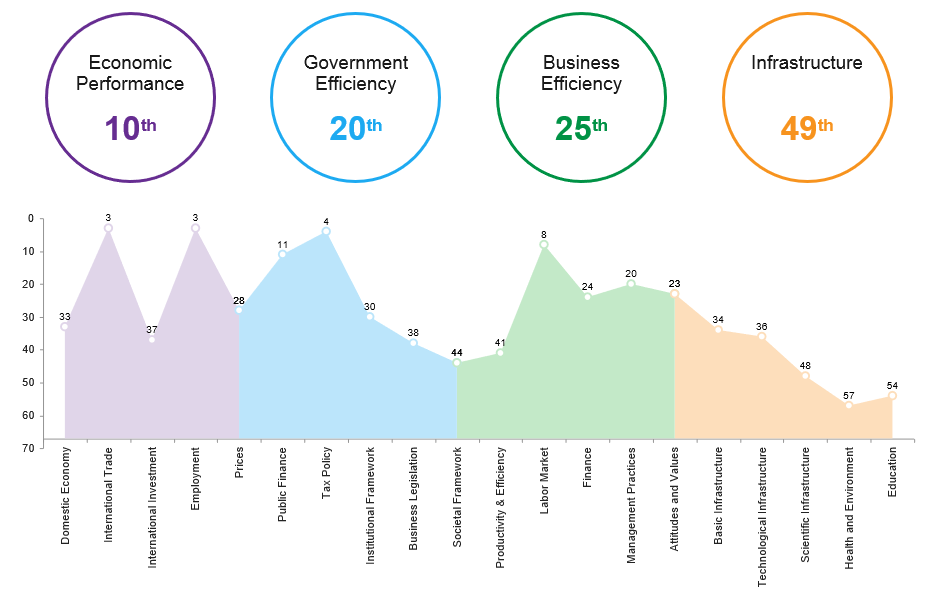 Economic
Performance
10th
Government
Efficiency
20th
Business
Efficiency
25th
Infrastructure
49th
0
10
20
30
40
50
60
70
33
3
37
3
28
11
4
30
38
44
41
8
24
20
23
34
36
48
57
54
Domestic Economy
International Trade
International Investment
Employment
Prices
Public Finance
Tax Policy
Institutional Framework
Business Legislation
Societal Framework
Productivity & Efficiency
Labor Market
Finance
Management Practices
Attitudes and Values
Basic Infrastructure
Technological Infrastructure
Scientific Infrastructure
Health and Environment
Education